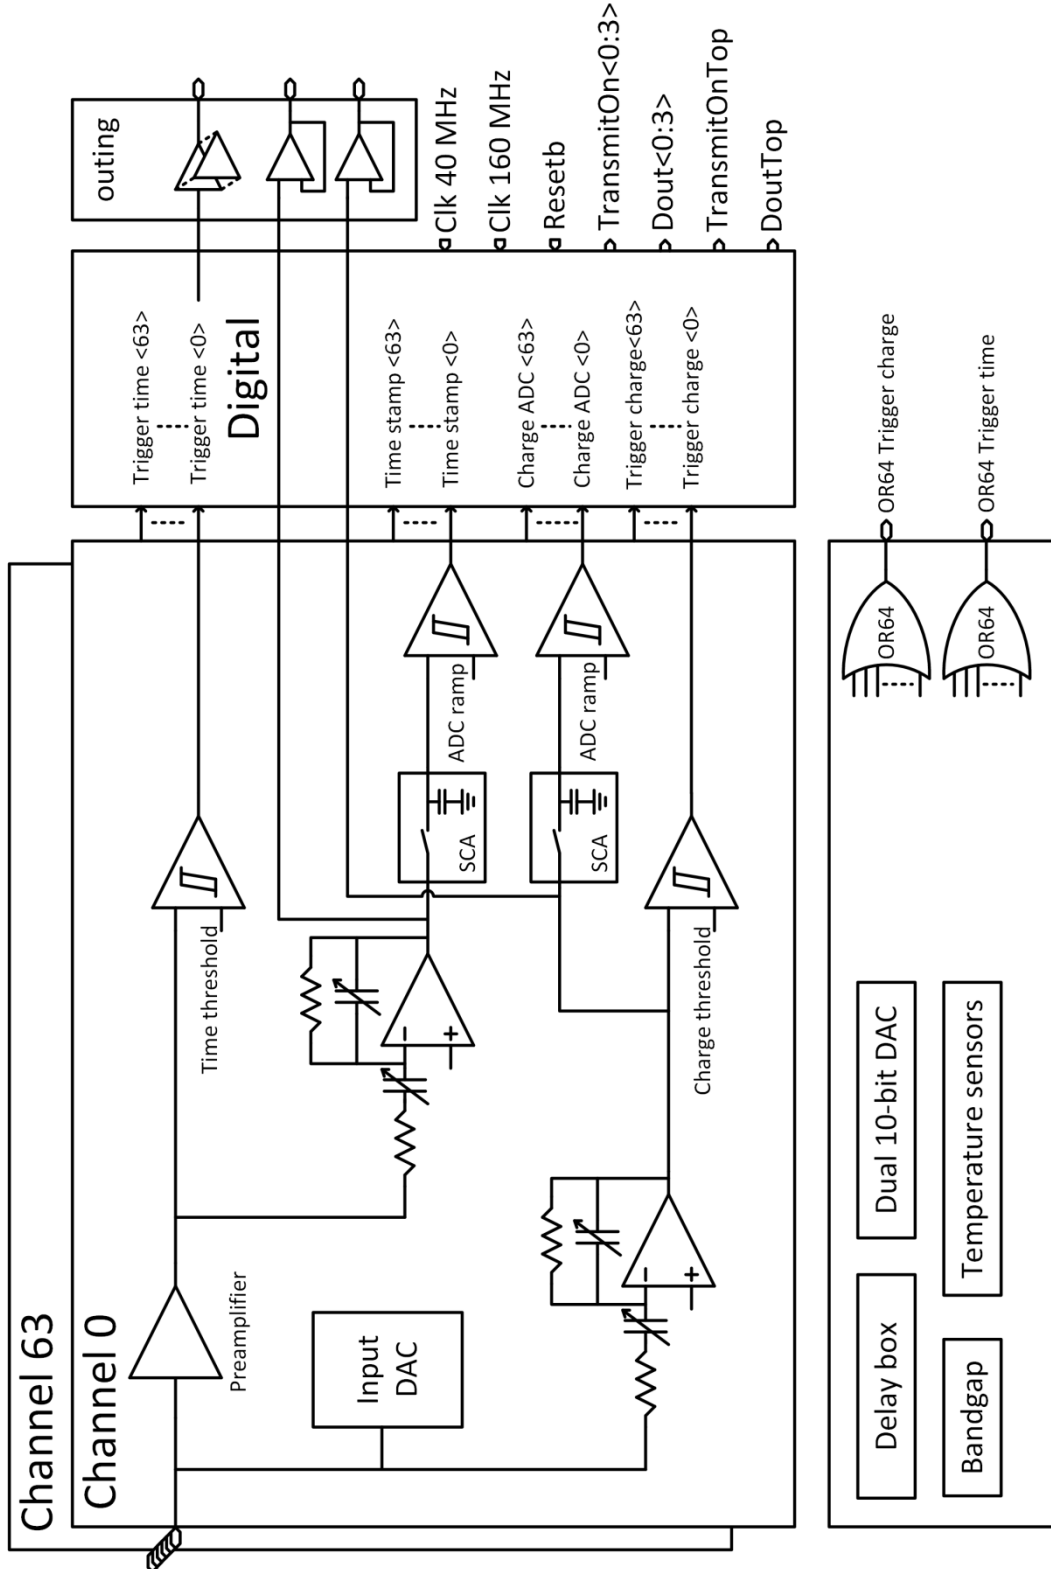 Channel 63
Channel 0
Preamplifier
Input
DAC
Time threshold
Charge threshold
SCA
SCA
ADC ramp
ADC ramp
-
+
-
+
Digital
Trigger time <63>
Trigger time <0>
Time stamp <63>
Time stamp <0>
Charge ADC <63>
Charge ADC <0>
Trigger charge<63>
Trigger charge <0>
outing
Clk 40 MHz
Clk 160 MHz
Resetb
TransmitOn<0:3>
Dout<0:3>
TransmitOnTop
DoutTop
Delay box
Dual 10-bit DAC
Bandgap
Temperature sensors
OR64
OR64 Trigger charge
OR64
OR64 Trigger time